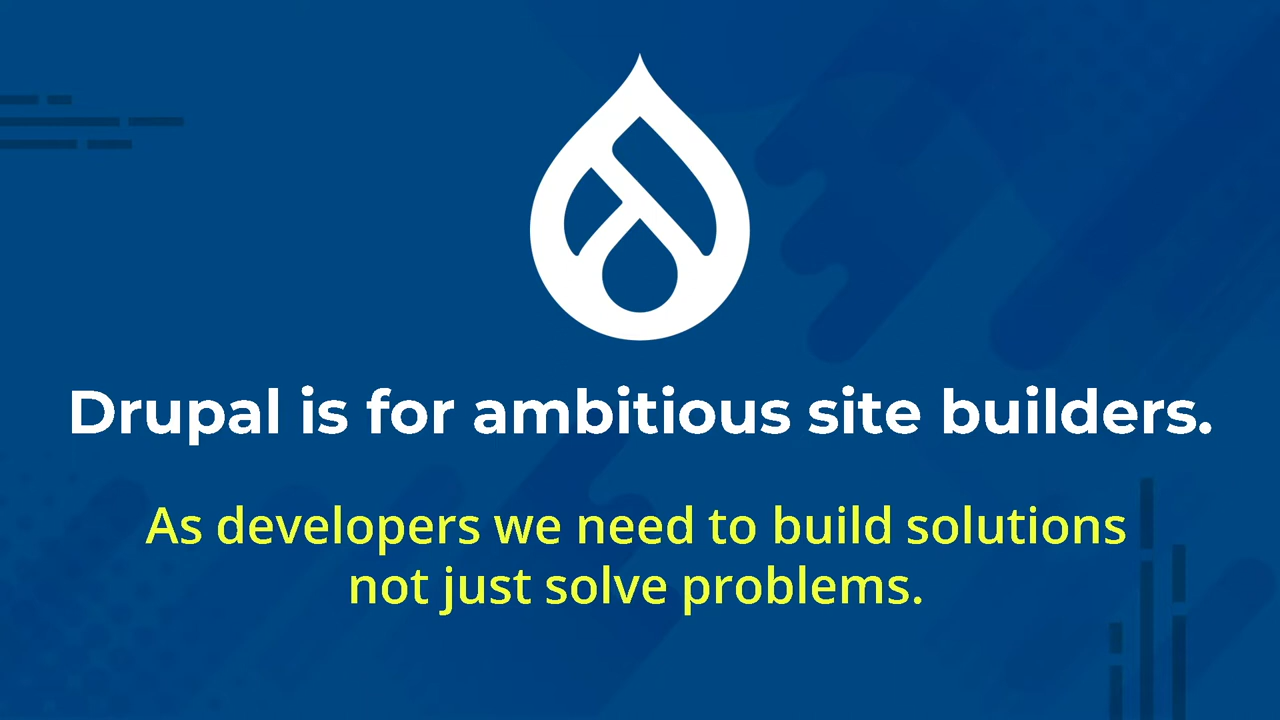 Drupal is for ambitious site builders.
As developers we need to build solutions
not just solve problems.